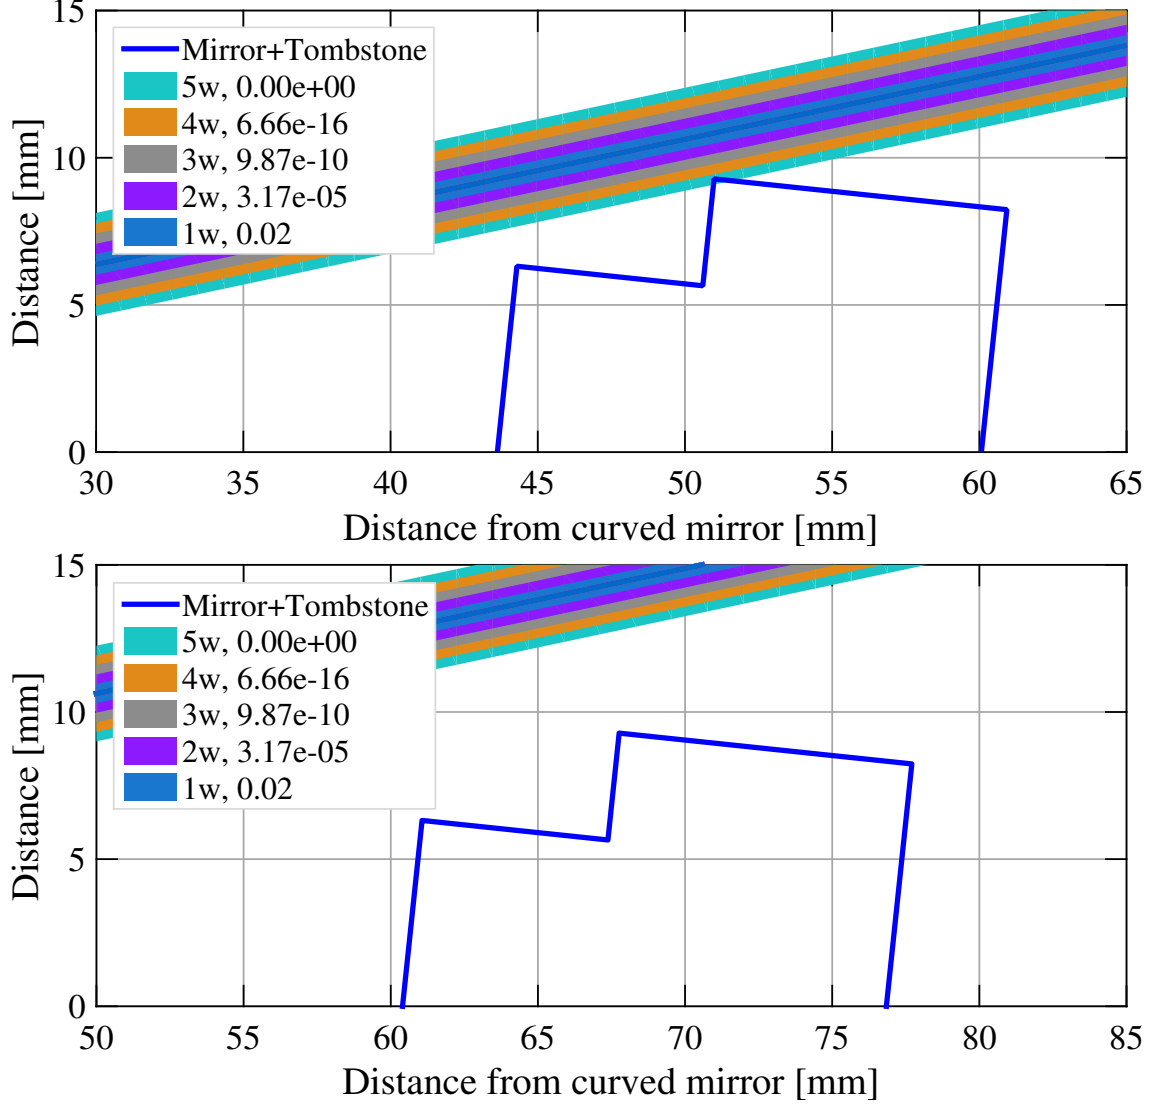 15
10
5
0
Distance [mm]
Mirror+Tombstone
5w, 0.00e+00
4w, 6.66e-16
3w, 9.87e-10
2w, 3.17e-05
1w, 0.02
30 35 40 45 50 55 60 65
Distance from curved mirror [mm]
15
10
5
0
Distance [mm]
Mirror+Tombstone
5w, 0.00e+00
4w, 6.66e-16
3w, 9.87e-10
2w, 3.17e-05
1w, 0.02
50 55 60 65 70 75 80 85
Distance from curved mirror [mm]